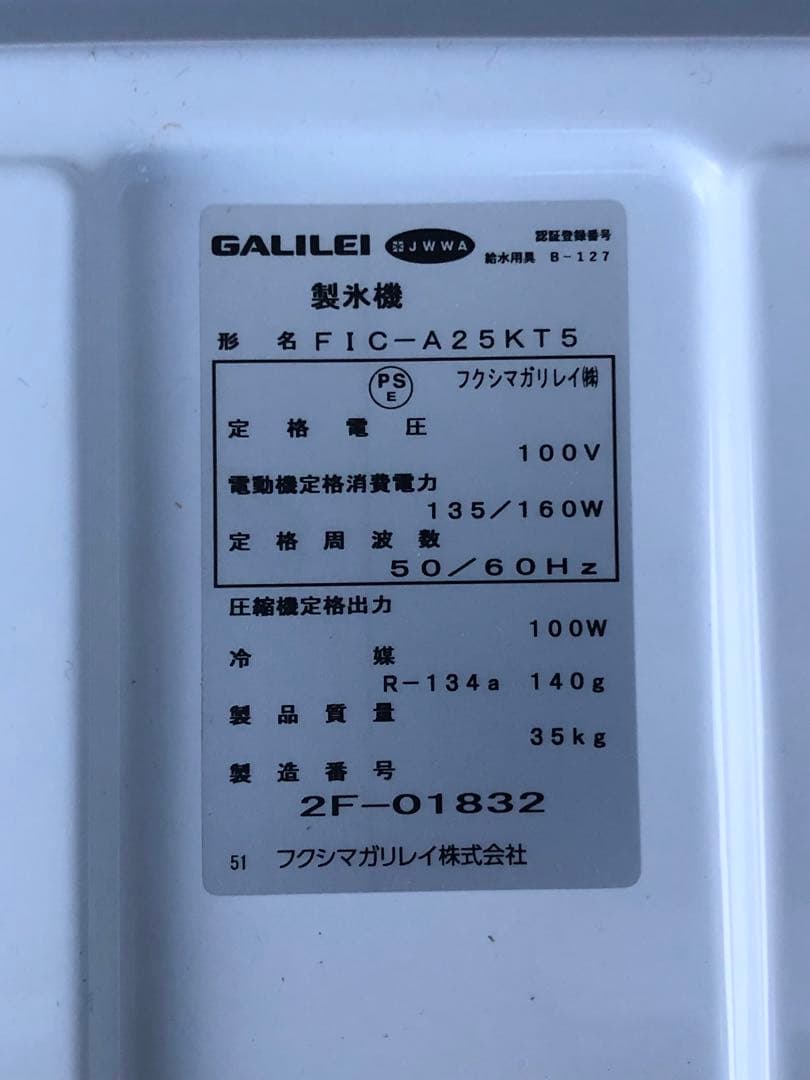 GALILEI JWWA 認証登録番号
給水用具 B-127
製氷機
形名 FIC-A25KT5
PS E フクシマガリレイ㈱
定格電圧
100V
電動機定格消費電力
135/160W
定格周波数
50/60Hz
圧縮機定格出力
100W
冷媒
R-134a 140g
製品質量
35kg
製造番号
2F-01832
51 フクシマガリレイ株式会社